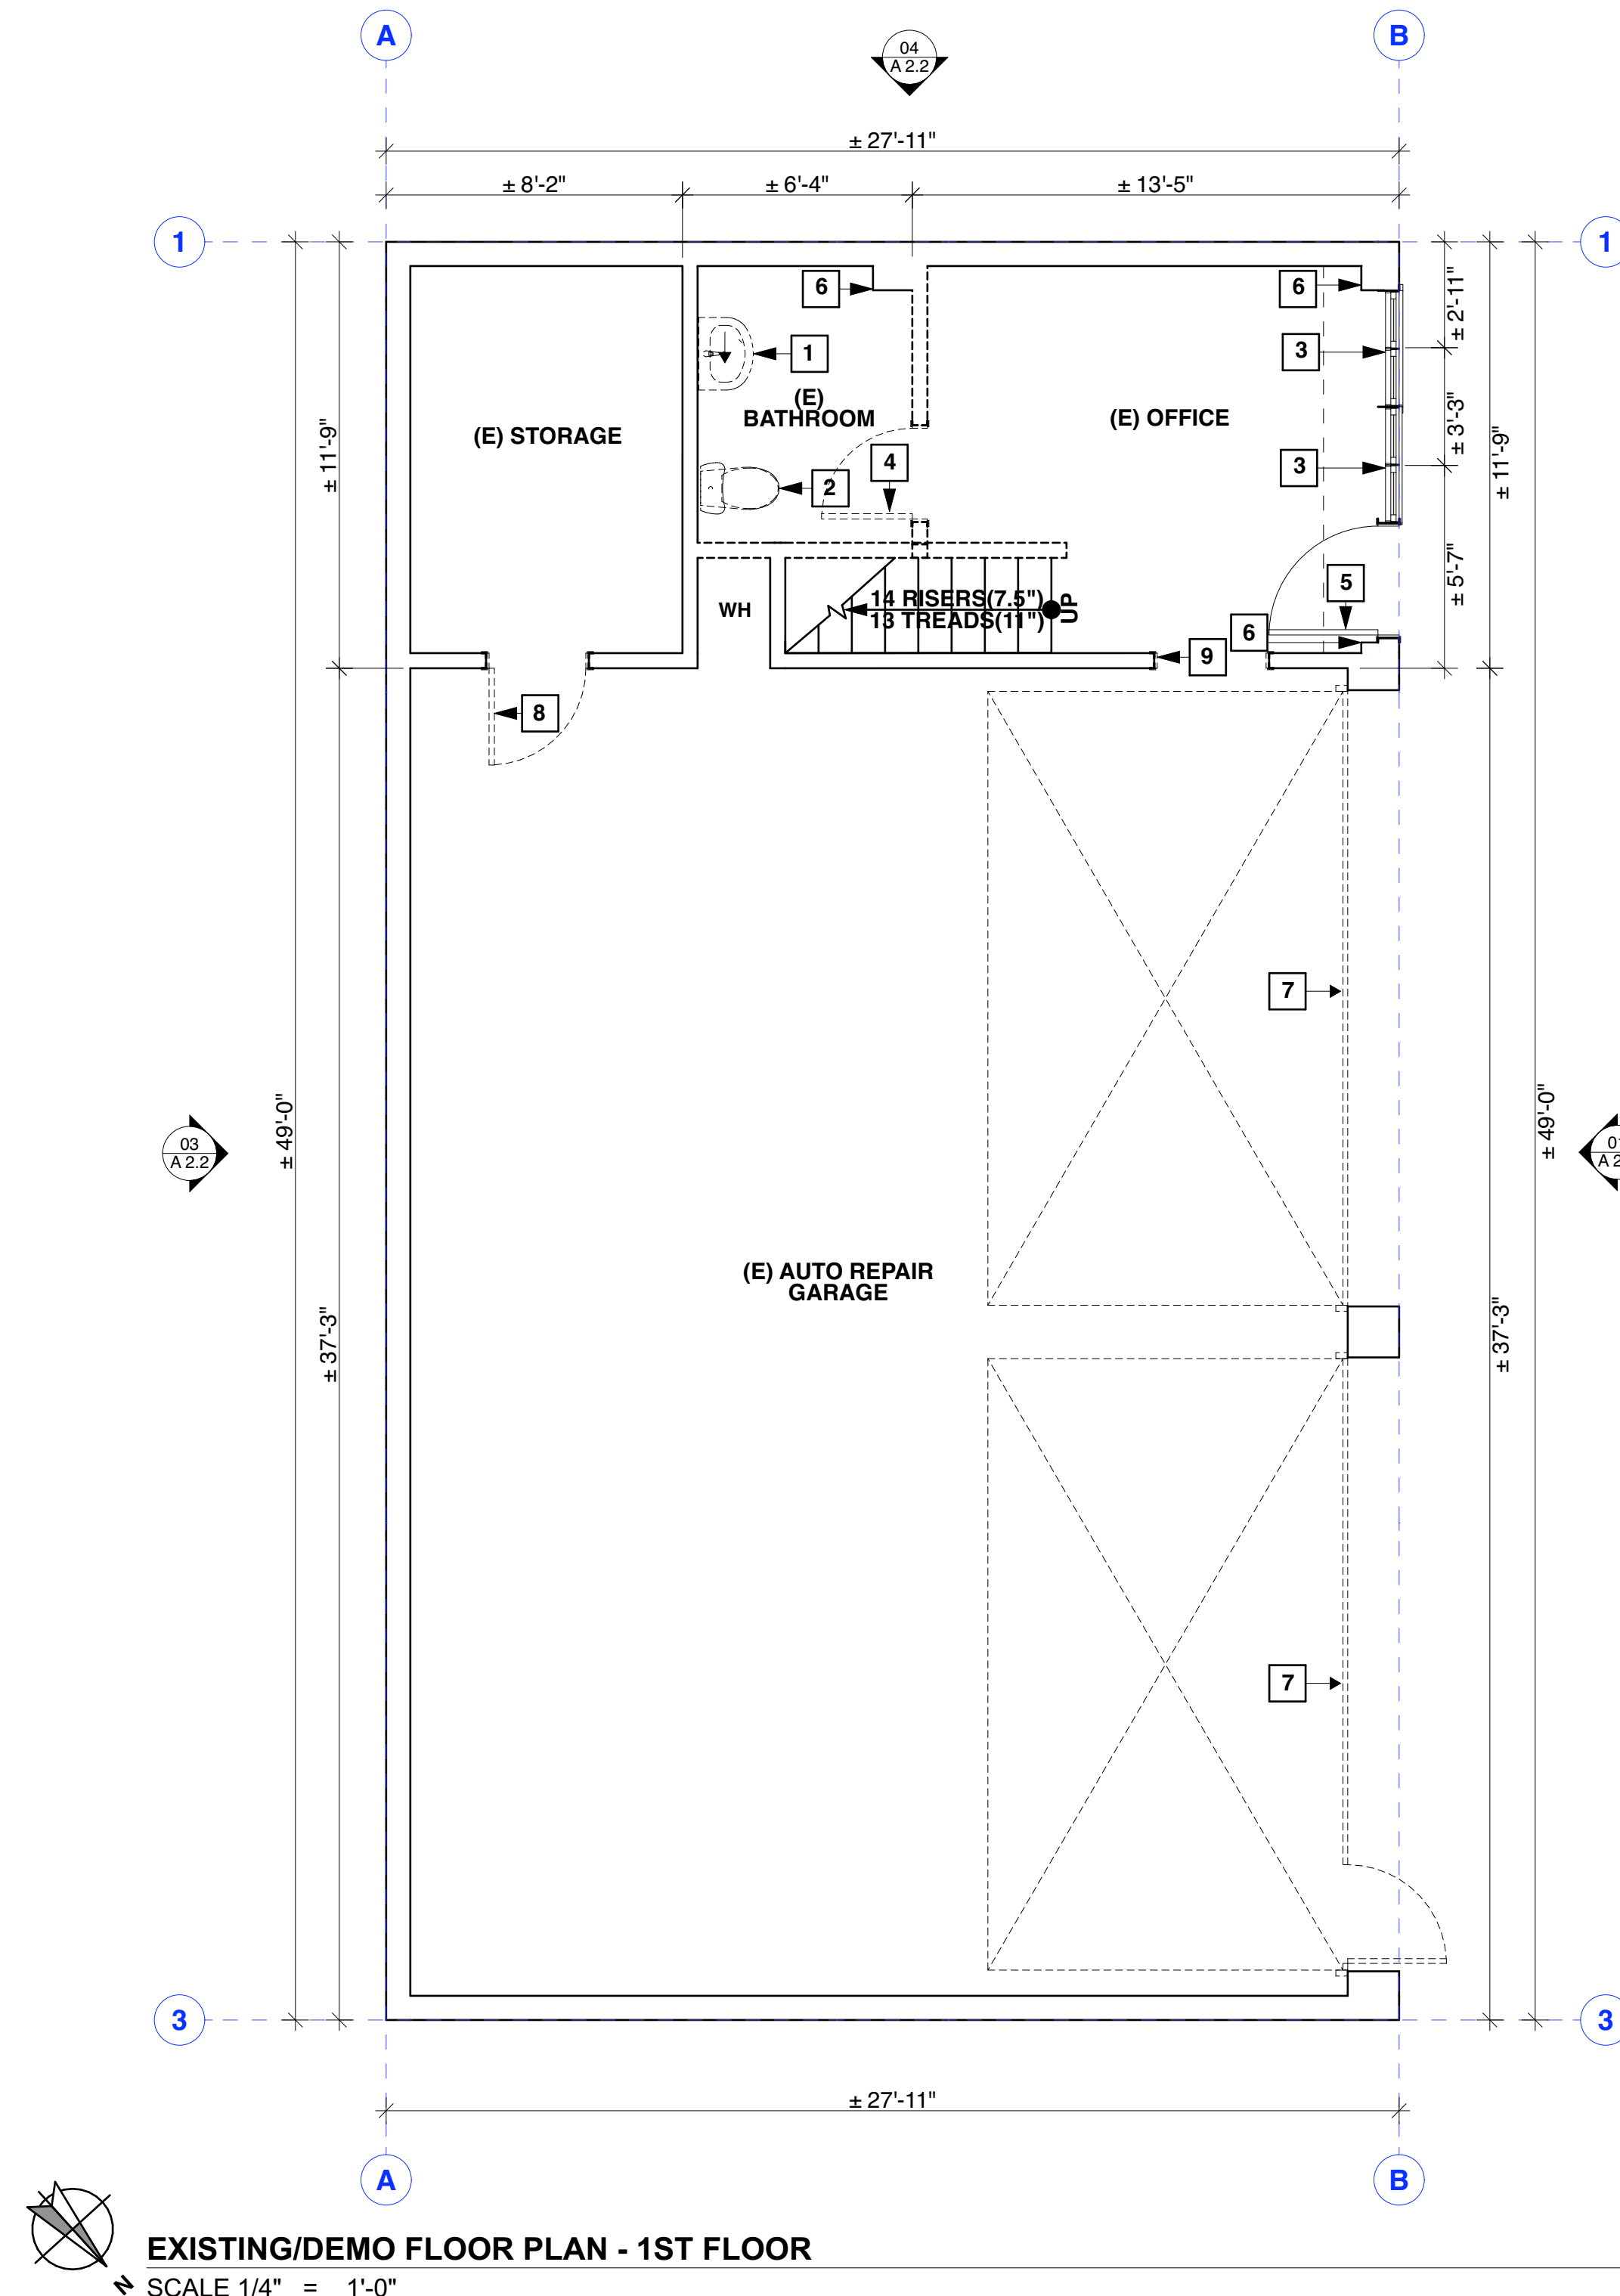 A
B
04
A 2.2
± 27'-11"
± 8'-2"
± 6'-4"
± 13'-5"
1
1
6
6
± 2'-11"
1
3
(E)
BATHROOM
(E) OFFICE
(E) STORAGE
± 3'-3"
± 11'-9"
± 11'-9"
4
3
2
5
± 5'-7"
WH
14 RISERS(7.5")
13 TREADS(11")
UP
6
9
8
7
03
A 2.2
± 49'-0"
± 49'-0"
(E) AUTO REPAIR
GARAGE
± 37'-3"
± 37'-3"
7
3
3
± 27'-11"
A
B
EXISTING/DEMO FLOOR PLAN - 1ST FLOOR
N
SCALE 1/4" = 1'-0"